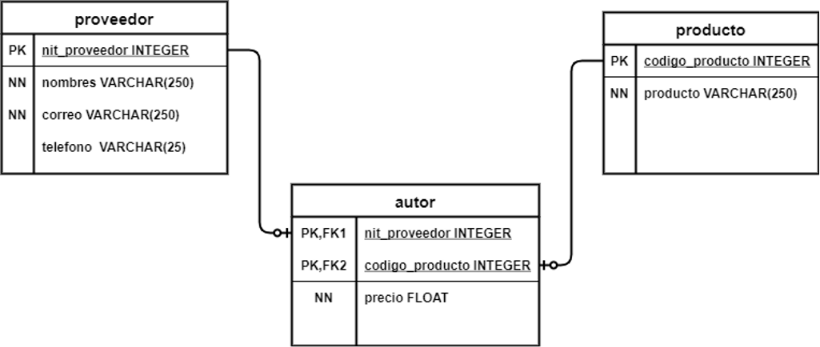 proveedor
PK nit_proveedor INTEGER
NN nombres VARCHAR(250)
NN correo VARCHAR(250)
telefono VARCHAR(25)
producto
PK codigo_producto INTEGER
NN producto VARCHAR(250)
autor
PK,FK1 nit_proveedor INTEGER
PK,FK2 codigo_producto INTEGER
NN precio FLOAT